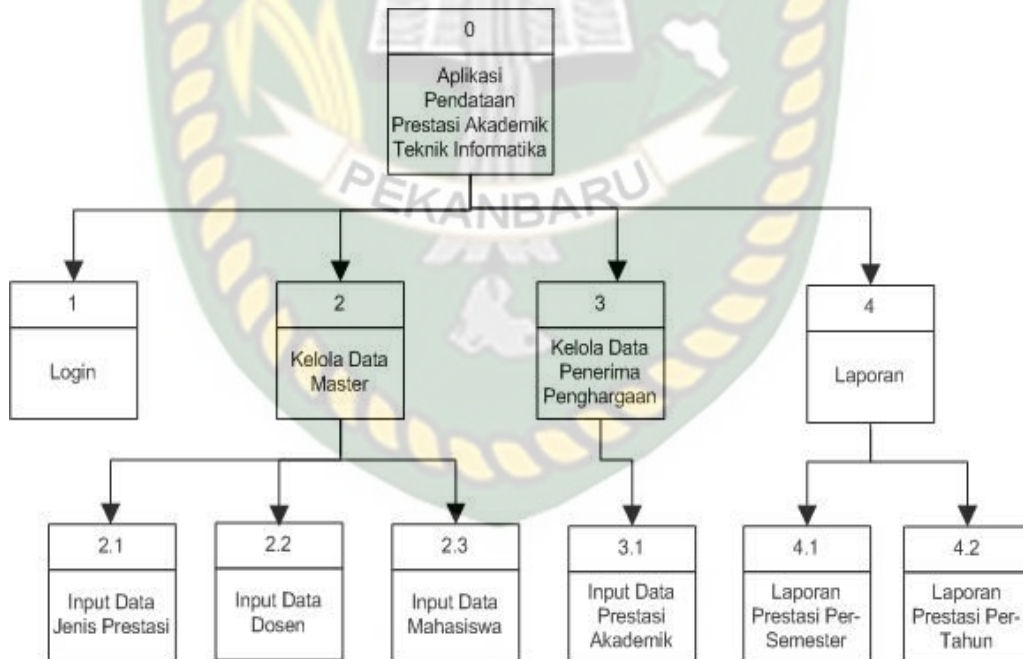 0
Aplikasi
Pendataan
Prestasi Akademik
Teknik Informatika
PEKANBARU
1
Login
2
Kelola Data
Master
3
Kelola Data
Penerima
Penghargaan
4
Laporan
2.1
Input Data
Jenis Prestasi
2.2
Input Data
Dosen
2.3
Input Data
Mahasiswa
3.1
Input Data
Prestasi
Akademik
4.1
Laporan
Prestasi Per-
Semester
4.2
Laporan
Prestasi Per-
Tahun